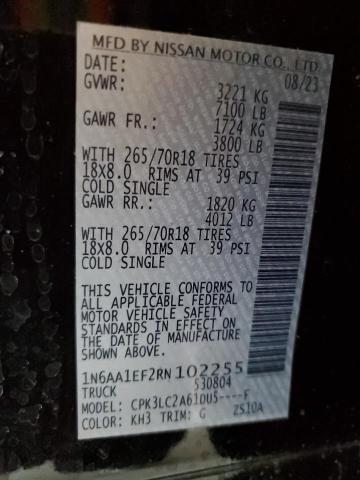 MFD BY NISSAN MOTOR CO., LTD.
DATE: 08/23
GVWR: 3221 KG
7100 LB
GAWR FR.: 1724 KG
3800 LB
WITH 265/70R18 TIRES
18X8.0 RIMS AT 39 PSI
COLD SINGLE
GAWR RR.: 1820 KG
4012 LB
WITH 265/70R18 TIRES
18X8.0 RIMS AT 39 PSI
COLD SINGLE
THIS VEHICLE CONFORMS TO
ALL APPLICABLE FEDERAL
MOTOR VEHICLE SAFETY
STANDARDS IN EFFECT ON
THE DATE OF MANUFACTURE
SHOWN ABOVE.
1N6AA1EF2RN102255
TRUCK 530804
MODEL: CPK3LC2A61DUS----F
COLOR: KH3 TRIM: G ZS10A